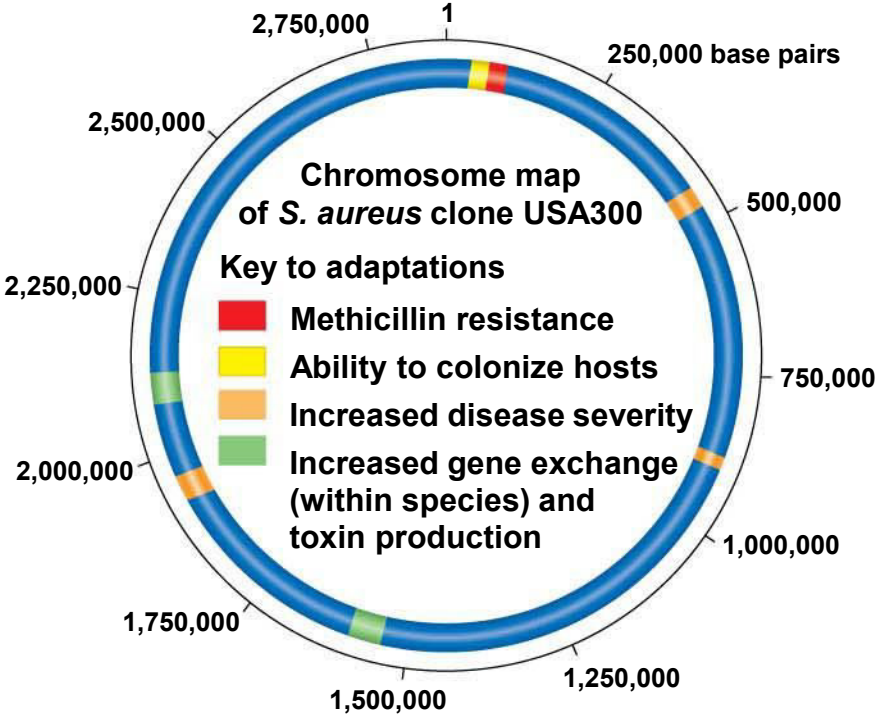 1
250,000 base pairs
500,000
750,000
1,000,000
1,250,000
1,500,000
1,750,000
2,000,000
2,250,000
2,500,000
2,750,000
Chromosome map
of S. aureus clone USA300
Key to adaptations
Methicillin resistance
Ability to colonize hosts
Increased disease severity
Increased gene exchange
(within species) and
toxin production